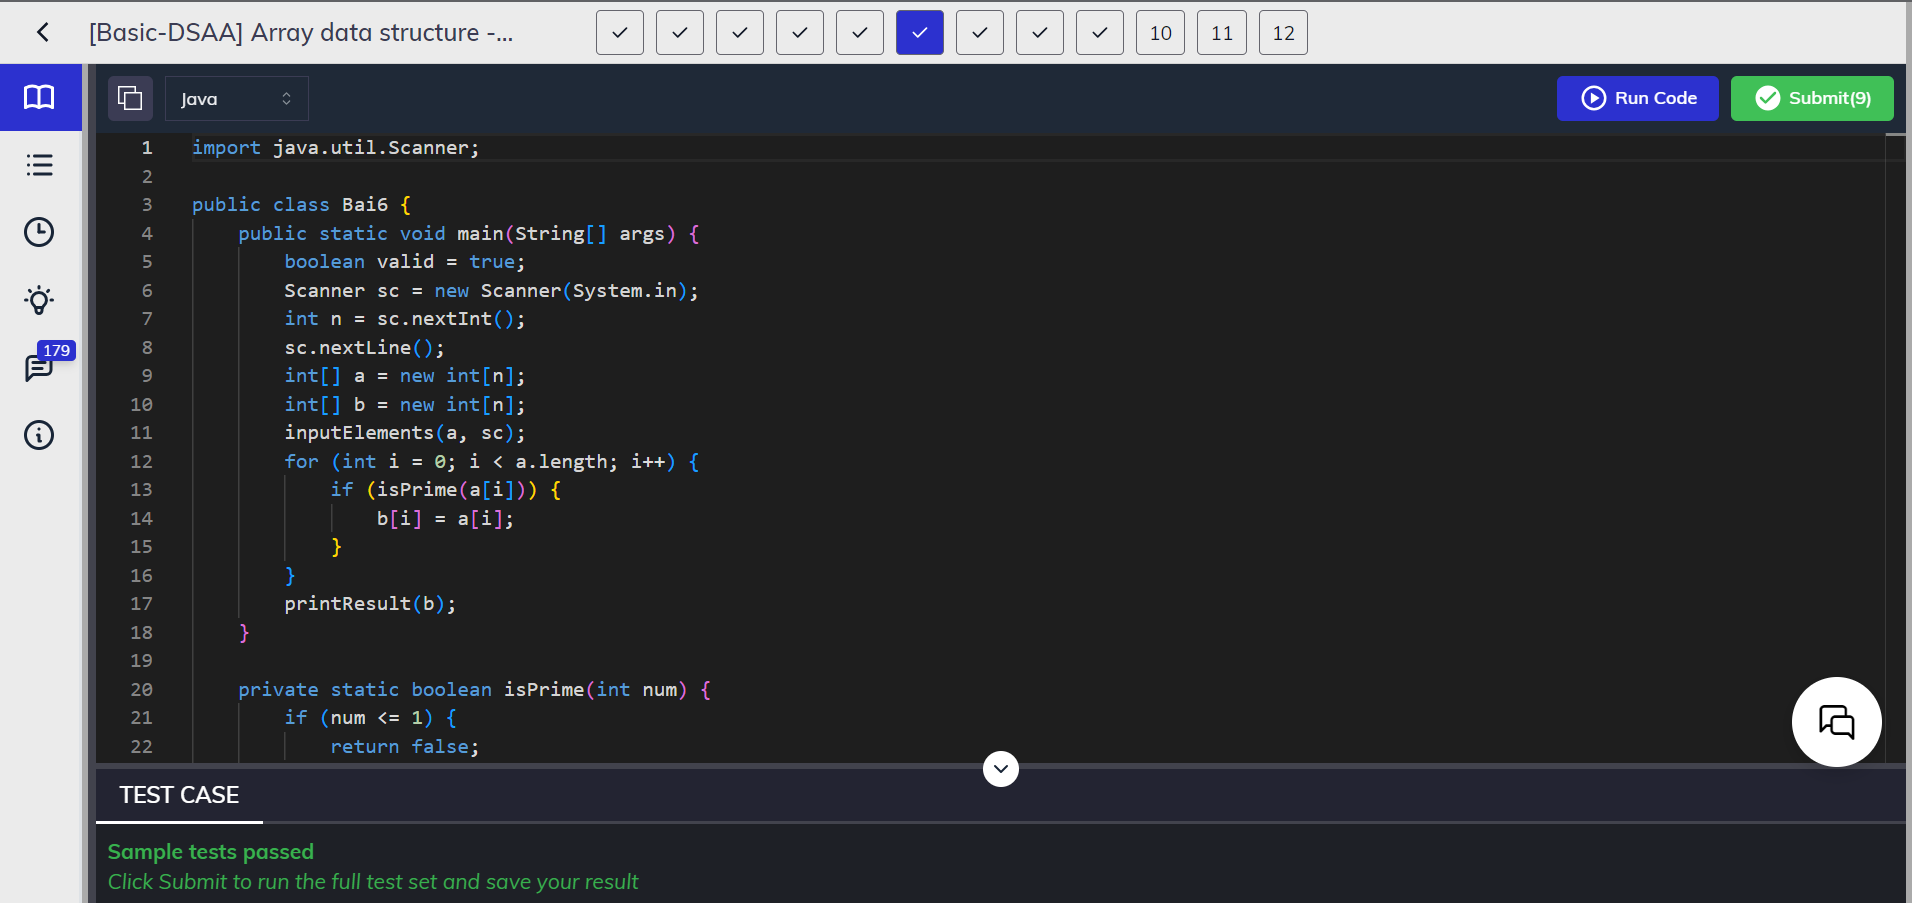 [Basic-DSAA] Array data structure -...
10 11 12
Java
Run Code
Submit(9)
1 import java.util.Scanner;
2
3 public class Bai6 {
4 public static void main(String[] args) {
5 boolean valid = true;
6 Scanner sc = new Scanner(System.in);
7 int n = sc.nextInt();
8 sc.nextLine();
9 int[] a = new int[n];
10 int[] b = new int[n];
11 inputElements(a, sc);
12 for (int i = 0; i < a.length; i++) {
13 if (isPrime(a[i])) {
14 b[i] = a[i];
15 }
16 }
17 printResult(b);
18 }
19
20 private static boolean isPrime(int num) {
21 if (num <= 1) {
22 return false;
179
TEST CASE
Sample tests passed
Click Submit to run the full test set and save your result